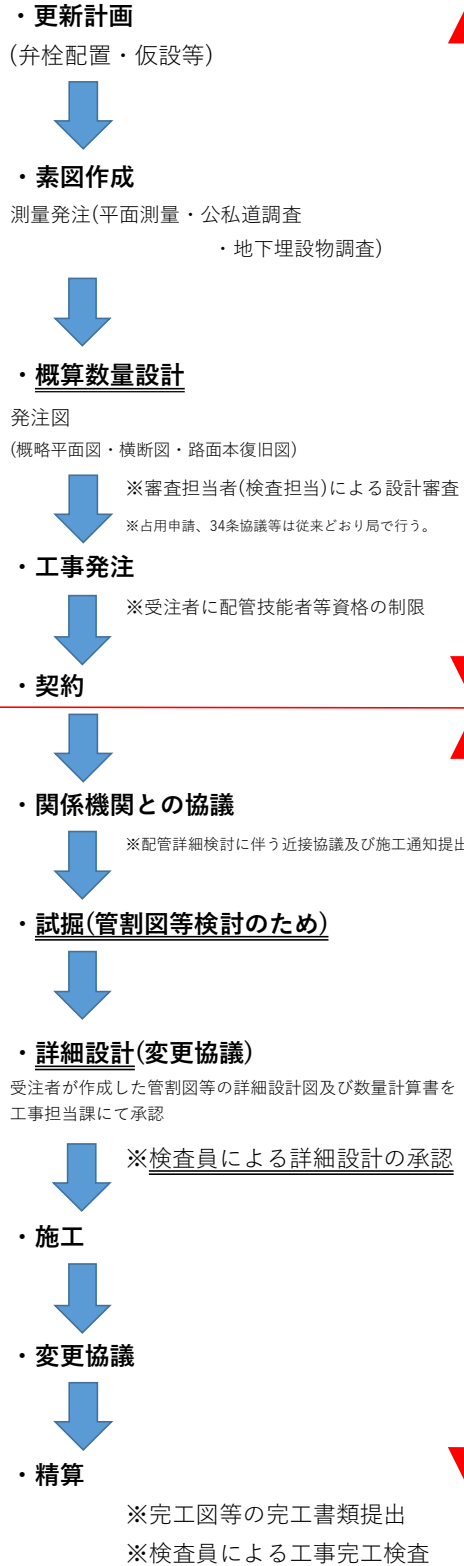 ・更新計画
(弁栓配置・仮設等)
・素図作成
測量発注(平面測量・公私道調査
・地下埋設物調査)
・概算数量設計
発注図
(概略平面図・横断図・路面本復旧図)
※審査担当者(検査担当)による設計審査
※占用申請、34条協議等は従来どおり局で行う。
・工事発注
※受注者に配管技能者等資格の制限
・契約
・関係機関との協議
※配管詳細検討に伴う近接協議及び施工通知提出
・試掘(管割図等検討のため)
・詳細設計(変更協議)
受注者が作成した管割図等の詳細設計図及び数量計算書を
工事担当課にて承認
※検査員による詳細設計の承認
・施工
・変更協議
・精算
※完工図等の完工書類提出
※検査員による工事完工検査